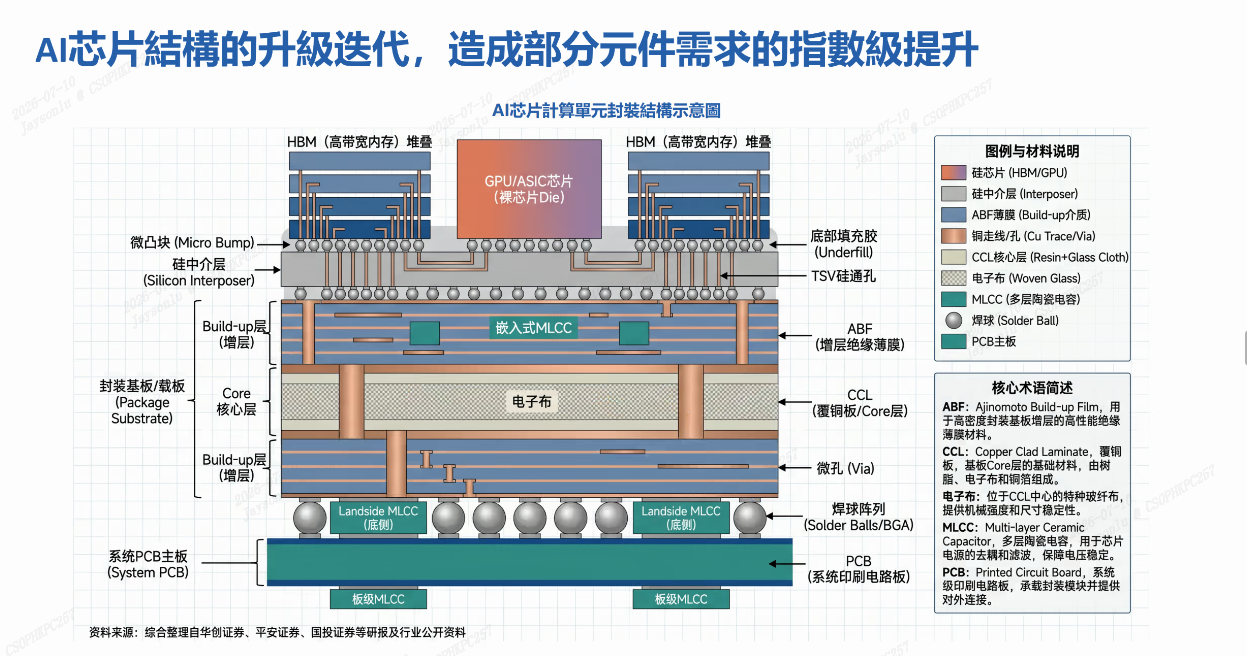 AI芯片結構的升級迭代，造成部分元件需求的指數級提升
AI芯片計算單元封裝結構示意圖
HBM（高带宽内存）堆叠
GPU/ASIC芯片
（裸芯片Die）
HBM（高带宽内存）堆叠
微凸块 (Micro Bump)
硅中介层
(Silicon Interposer)
底部填充胶
(Underfill)
TSV硅通孔
封装基板/载板
(Package
Substrate)
Build-up层
(增层)
嵌入式MLCC
ABF
(增层绝缘薄膜)
Core
核心层
电子布
CCL
(覆铜板/Core层)
Build-up层
(增层)
微孔 (Via)
Landside MLCC
(底侧)
Landside MLCC
(底侧)
焊球阵列
(Solder Balls/BGA)
系统PCB主板
(System PCB)
PCB
(系统印刷电路板)
板级MLCC
板级MLCC
图例与材料说明
硅芯片 (HBM/GPU)
硅中介层 (Interposer)
ABF薄膜 (Build-up介质)
铜走线/孔 (Cu Trace/Via)
CCL核心层 (Resin+Glass Cloth)
电子布 (Woven Glass)
MLCC (多层陶瓷电容)
焊球 (Solder Ball)
PCB主板
核心术语简述
ABF：Ajinomoto Build-up Film，用
于高密度封装基板增层的高性能绝缘
薄膜材料。
CCL：Copper Clad Laminate，覆铜
板，基板Core层的基础材料，由树
脂、电子布和铜箔组成。
电子布：位于CCL中心的特种玻纤布，
提供机械强度和尺寸稳定性。
MLCC：Multi-layer Ceramic
Capacitor，多层陶瓷电容，用于芯片
电源的去耦和滤波，保障电压稳定。
PCB：Printed Circuit Board，系统
级印刷电路板，承载封装模块并提供
对外连接。
资料来源：综合整理自华创证券、平安证券、国投证券等研报及行业公开资料
2026-07-10
Jaysonlu @ CSOPHKPC257